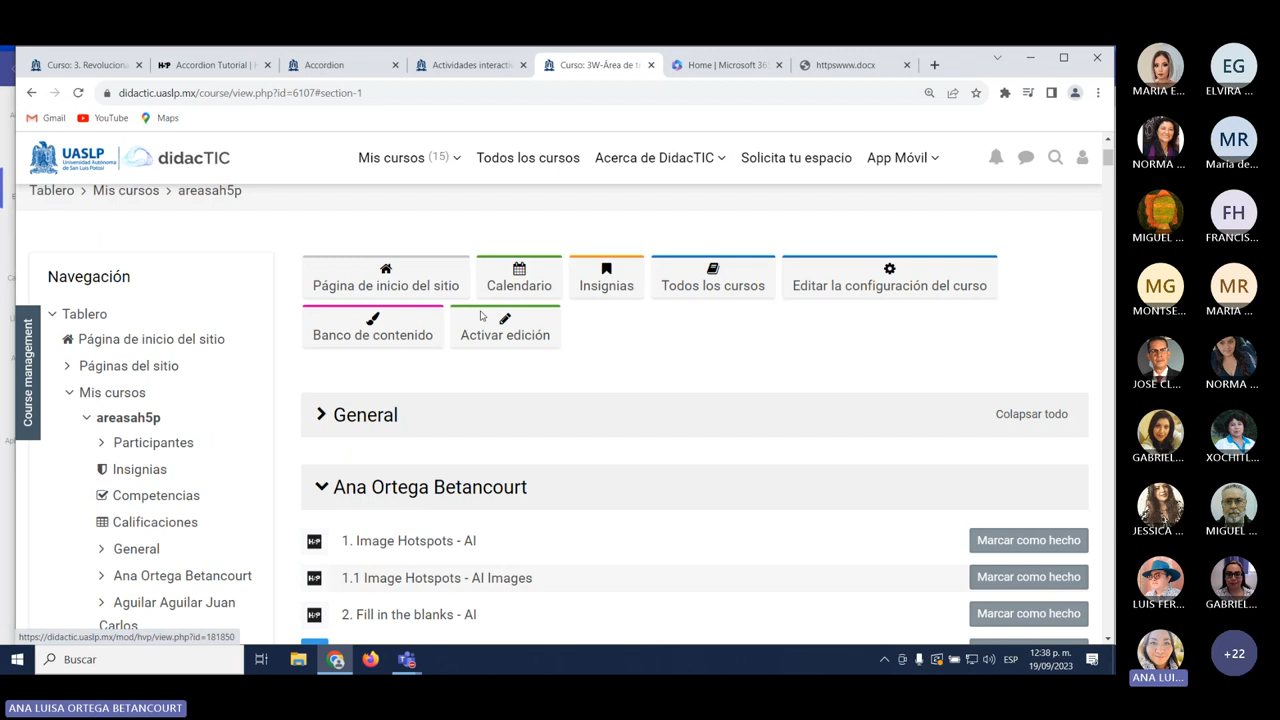 Curso: 3. Revoluciona
Accordion Tutorial | H
Accordion
Actividades interacti
Curso: 3W-Área de t
Home | Microsoft 36
httpswww.docx
didactic.uaslp.mx/course/view.php?id=6107#section-1
Gmail
YouTube
Maps
UASLP
Universidad Autónoma
de San Luis Potosí
didacTIC
Mis cursos (15)
Todos los cursos
Acerca de DidacTIC
Solicita tu espacio
App Móvil
Tablero > Mis cursos > areasah5p
Course management
Navegación
Tablero
Página de inicio del sitio
Páginas del sitio
Mis cursos
areasah5p
Participantes
Insignias
Competencias
Calificaciones
General
Ana Ortega Betancourt
Aguilar Aguilar Juan
Carlos
Página de inicio del sitio
Calendario
Insignias
Todos los cursos
Editar la configuración del curso
Banco de contenido
Activar edición
General
Colapsar todo
Ana Ortega Betancourt
H-P 1. Image Hotspots - AI
Marcar como hecho
H-P 1.1 Image Hotspots - AI Images
Marcar como hecho
H-P 2. Fill in the blanks - AI
Marcar como hecho
https://didactic.uaslp.mx/mod/hvp/view.php?id=181850
Buscar
ESP
12:38 p. m.
19/09/2023
MARIA E...
EG
ELVIRA ...
NORMA ...
MR
María de...
MIGUEL ...
FH
FRANCIS...
MG
MONTSE...
MR
MARIA ...
JOSE CL...
NORMA ...
GABRIEL...
XOCHITL...
JESSICA ...
MIGUEL ...
LUIS FER...
GABRIEL...
ANA LUI...
+22
ANA LUISA ORTEGA BETANCOURT